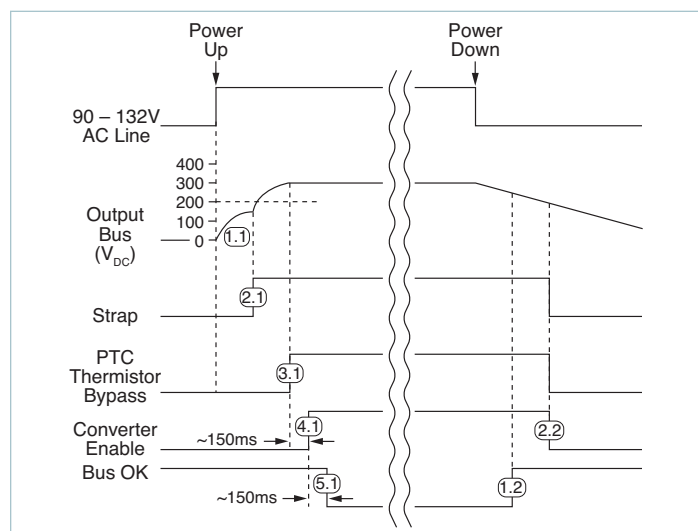 Power
Up
Power
Down
90 – 132V
AC Line
400
300
200
100
0
Output
Bus
(VDC)
1.1
2.1
Strap
PTC
Thermistor
Bypass
3.1
4.1
2.2
Converter
Enable
~150ms
Bus OK
5.1
1.2
~150ms